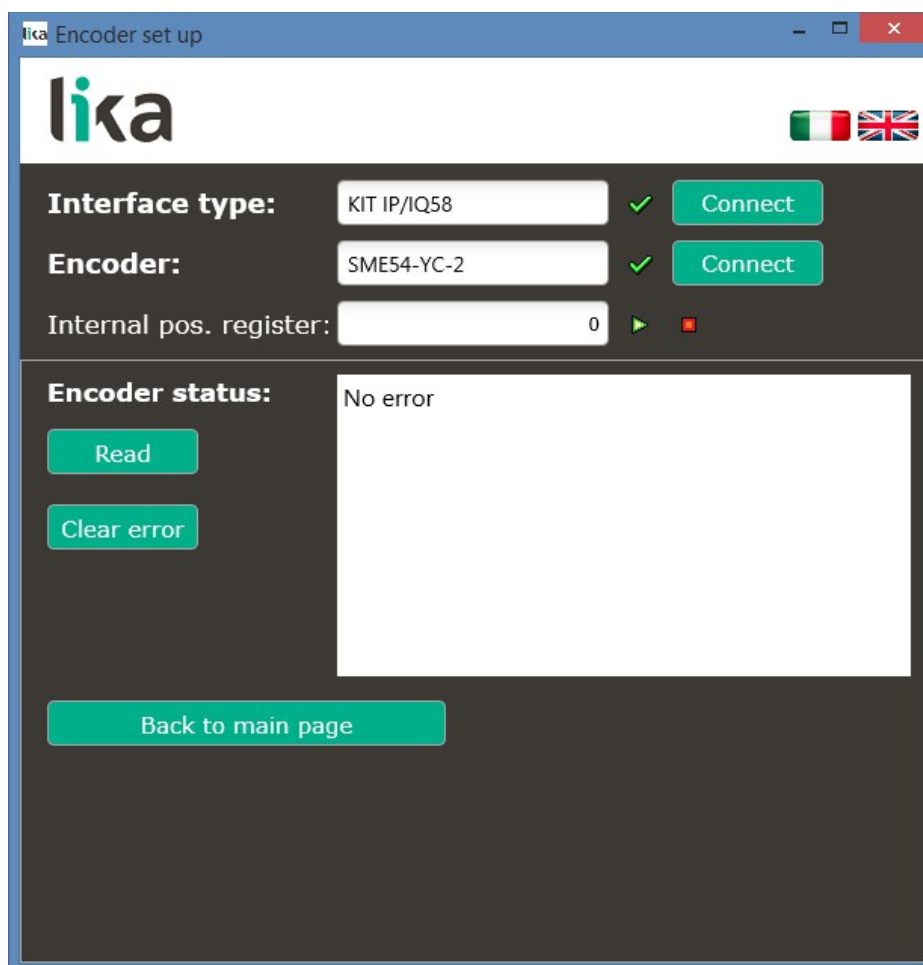 lika Encoder set up
lika
Interface type: KIT IP/IQ58 Connect
Encoder: SME54-YC-2 Connect
Internal pos. register: 0
Encoder status: No error
Read
Clear error
Back to main page